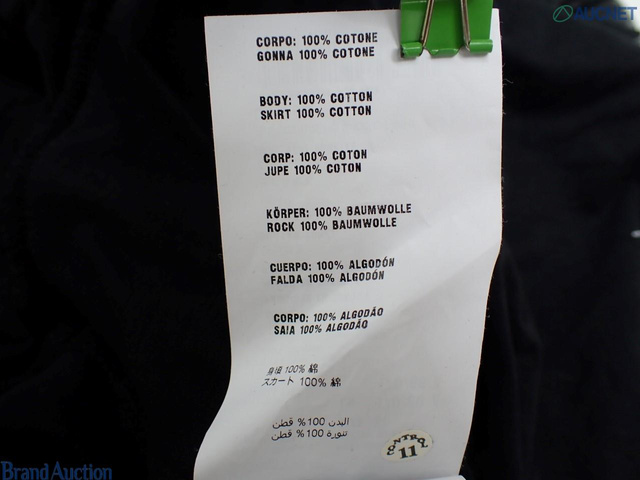 AUCNET
CORPO: 100% COTONE
GONNA 100% COTONE
BODY: 100% COTTON
SKIRT 100% COTTON
CORP: 100% COTON
JUPE 100% COTON
KÖRPER: 100% BAUMWOLLE
ROCK 100% BAUMWOLLE
CUERPO: 100% ALGODÓN
FALDA 100% ALGODÓN
CORPO: 100% ALGODÃO
SAIA 100% ALGODÃO
身頃 100% 綿
スカート 100% 綿
البدن 100% قطن
تنورة 100% قطن
CONTROL
11
Brand Auction